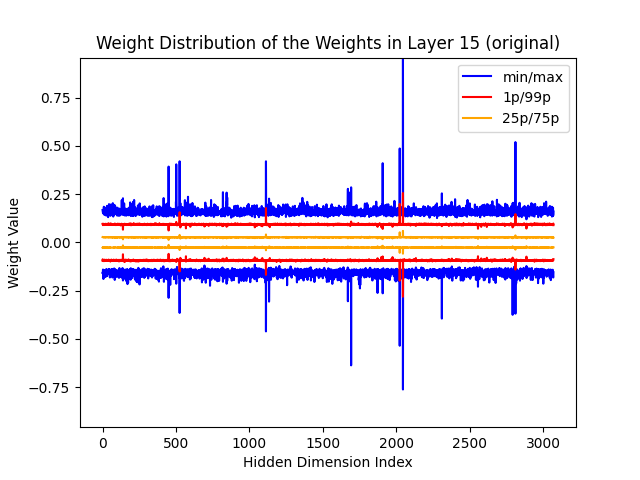 Weight Distribution of the Weights in Layer 15 (original)
min/max
1p/99p
25p/75p
0.75
0.50
0.25
0.00
−0.25
−0.50
−0.75
Weight Value
0 500 1000 1500 2000 2500 3000
Hidden Dimension Index